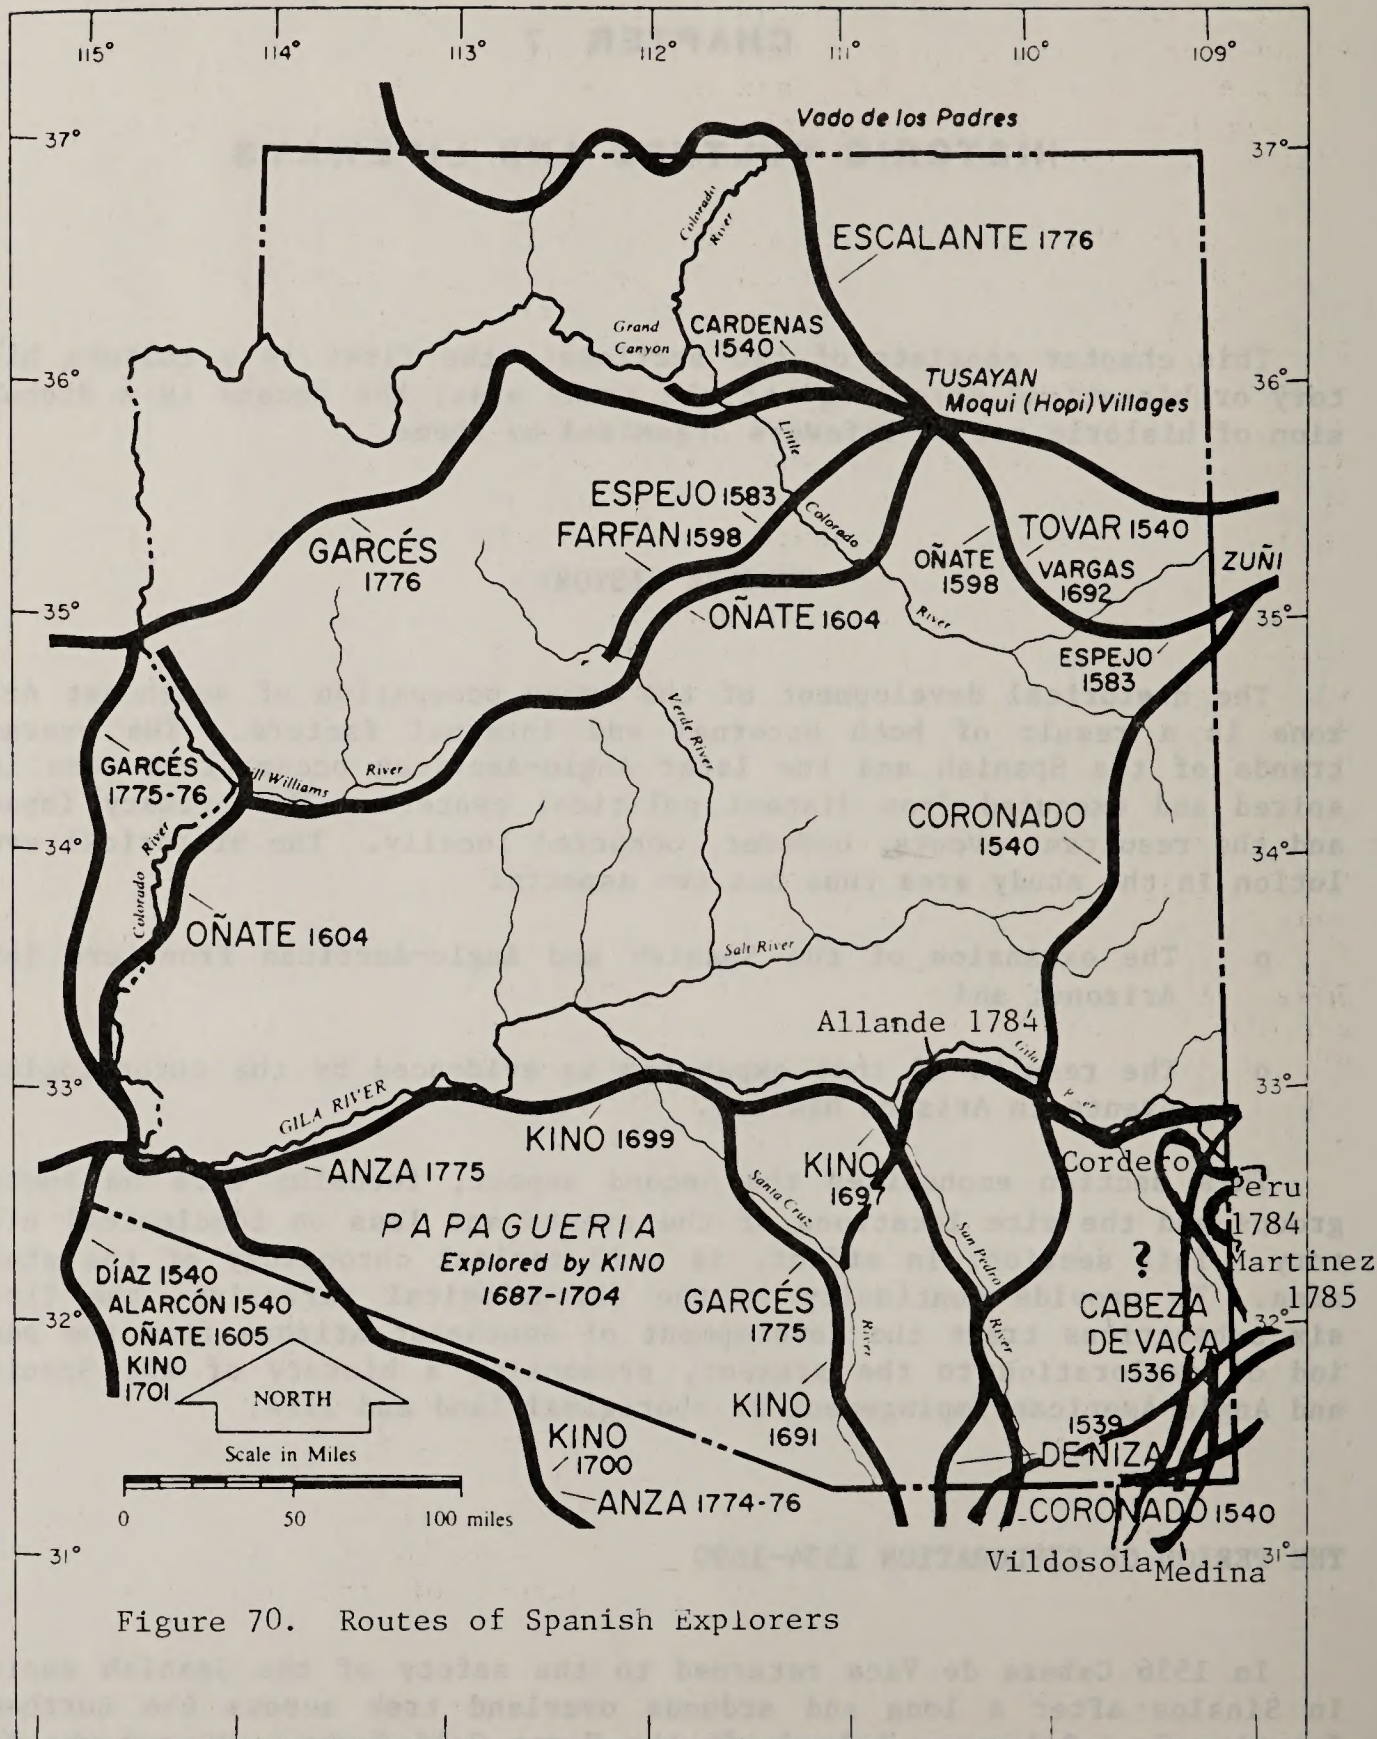 115°
114°
113°
112°
111°
110°
109°
37°
37°
Vado de los Padres
Colorado
River
ESCALANTE 1776
Grand
Canyon
CARDENAS
1540
36°
36°
TUSAYAN
Moqui (Hopi) Villages
Little
Colorado
River
ESPEJO 1583
FARFAN 1598
GARCÉS
1776
OÑATE
1598
TOVAR 1540
VARGAS
1692
ZUÑI
35°
35°
OÑATE 1604
ESPEJO
1583
Verde River
GARCÉS
1775-76
Williams
River
CORONADO
1540
34°
34°
Colorado
River
OÑATE 1604
Salt River
Allande 1784
Gila
River
33°
33°
GILA RIVER
KINO 1699
ANZA 1775
KINO
1697
Cordero
Santa Cruz
River
San Pedro
River
Peru
1784
PAPAGUERIA
Explored by KINO
1687-1704
?
Martinez
1785
DÍAZ 1540
ALARCÓN 1540
OÑATE 1605
KINO
1701
GARCÉS
1775
CABEZA
DE VACA
1536
32°
32°
NORTH
Scale in Miles
0
50
100 miles
KINO
1691
1539
DE NIZA
KINO
1700
ANZA 1774-76
CORONADO 1540
Vildosola
Medina
31°
31°
Figure 70. Routes of Spanish Explorers